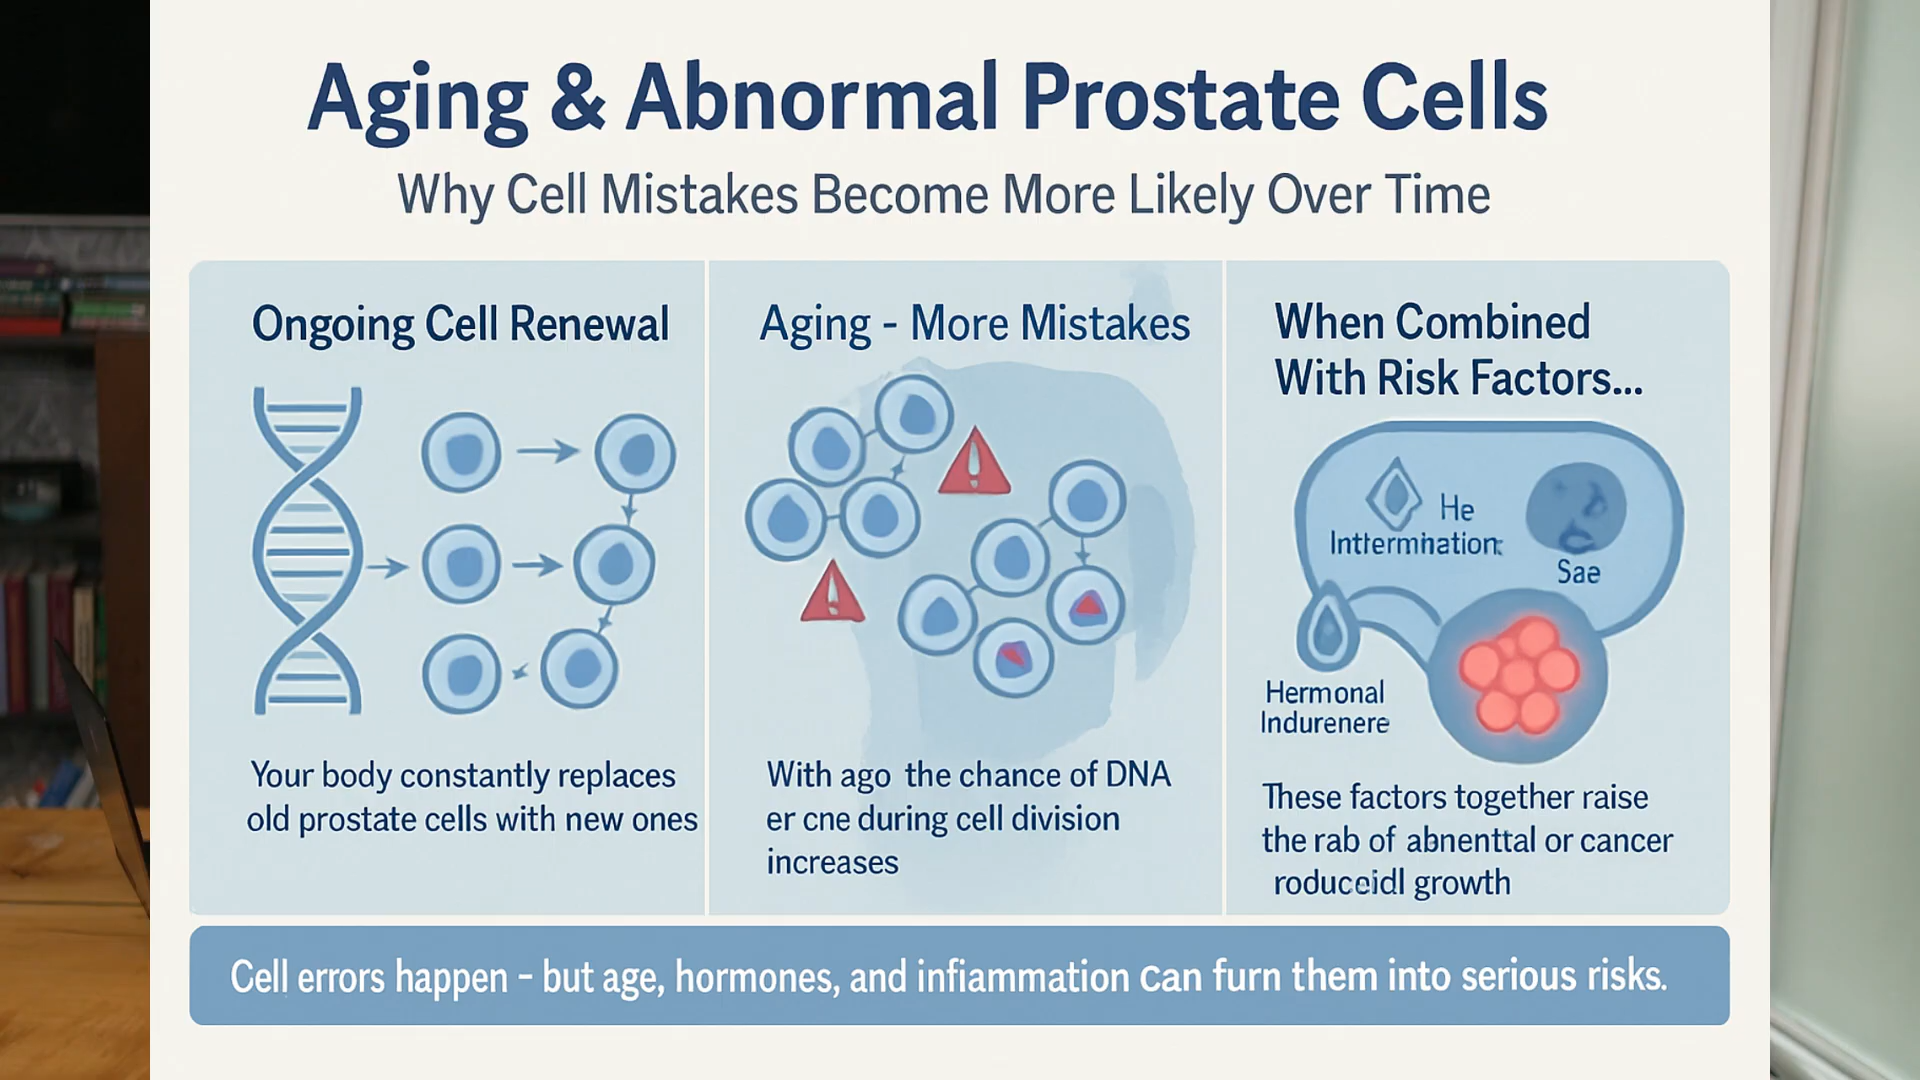 Aging & Abnormal Prostate Cells
Why Cell Mistakes Become More Likely Over Time
Ongoing Cell Renewal
Your body constantly replaces
old prostate cells with new ones
Aging - More Mistakes
With ago the chance of DNA
er cne during cell division
increases
When Combined
With Risk Factors...
He
Inttermhation
Sae
Hermonal
Indurenere
These factors together raise
the rab of abnenttal or cancer
roduceidl growth
Cell errors happen - but age, hormones, and infiammation can furn them into serious risks.